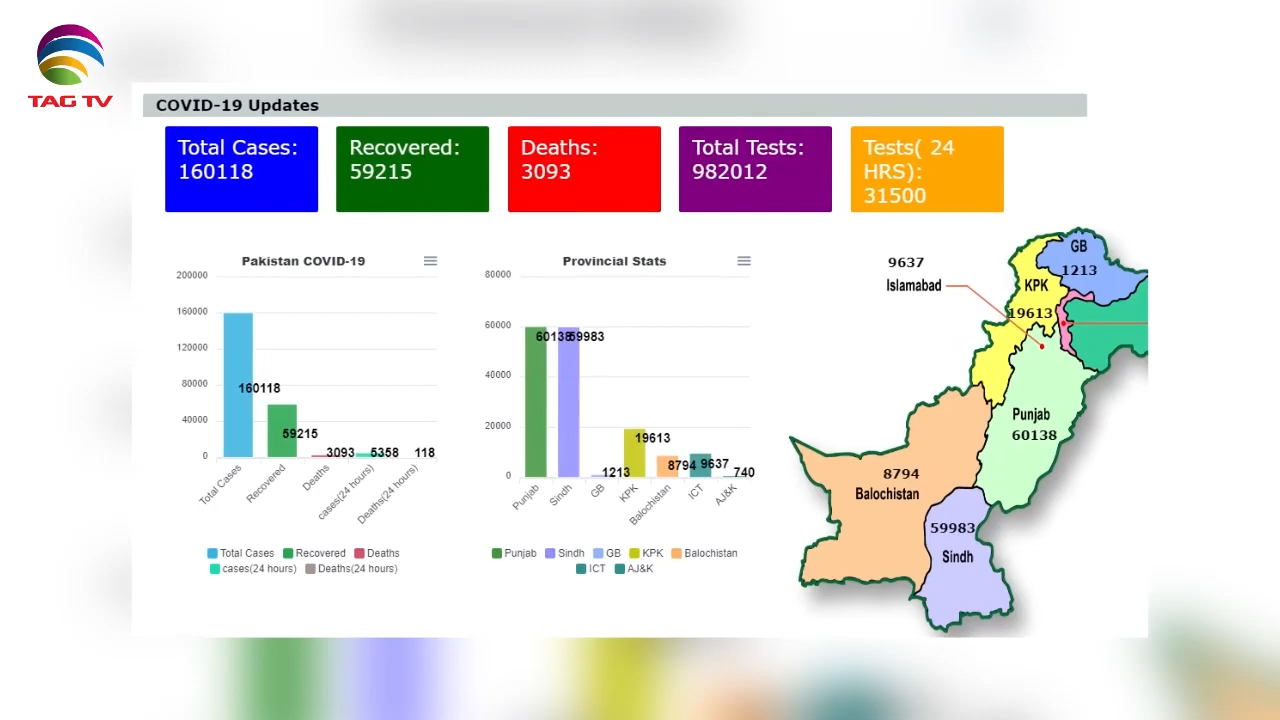 TAG TV
COVID-19 Updates
Total Cases:
160118
Recovered:
59215
Deaths:
3093
Total Tests:
982012
Tests( 24
HRS):
31500
Pakistan COVID-19
200000
160000
120000
80000
40000
0
160118
59215
3093
5358
118
Total Cases
Recovered
Deaths
cases(24 hours)
Deaths(24 hours)
Total Cases Recovered Deaths
cases(24 hours) Deaths(24 hours)
Provincial Stats
80000
60000
40000
20000
0
60138
59983
1213
19613
8794
9637
740
Punjab
Sindh
GB
KPK
Balochistan
ICT
AJ&K
Punjab Sindh GB KPK Balochistan
ICT AJ&K
9637
Islamabad
GB
1213
KPK
19613
Punjab
60138
8794
Balochistan
59983
Sindh